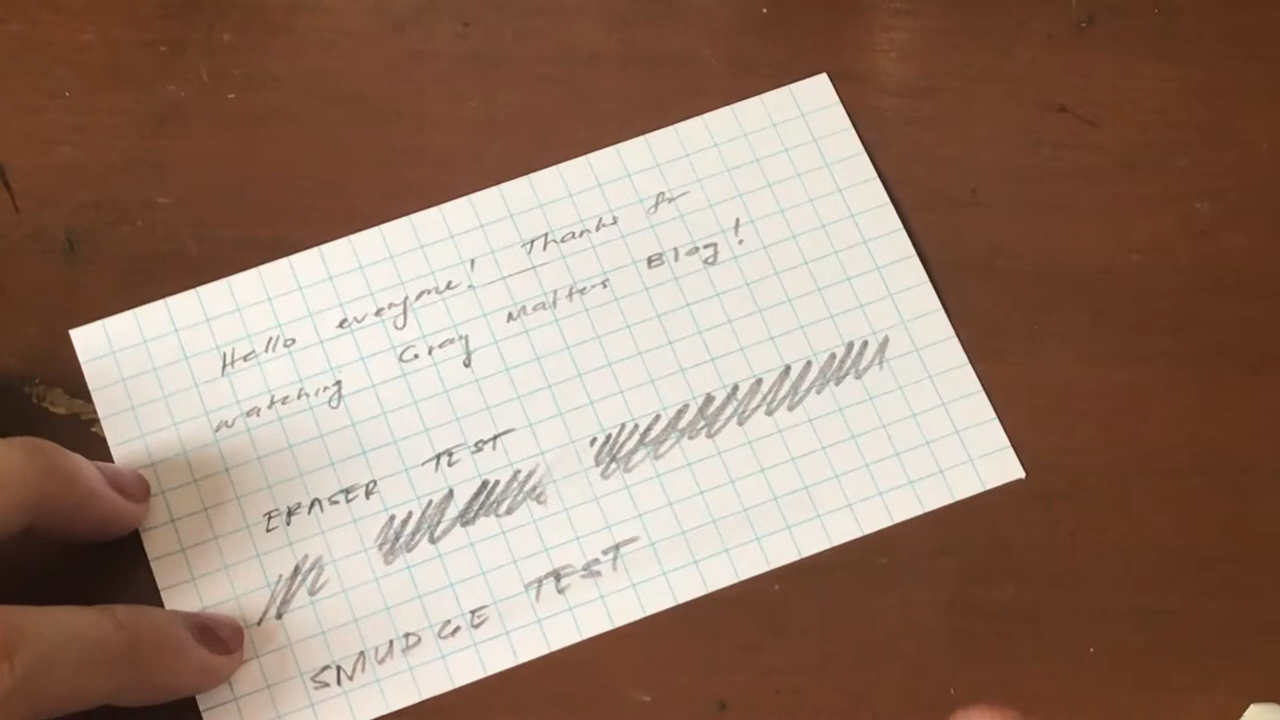 Hello everyone! Thanks for
watching Gray Matters Blog!
ERASER TEST
SMUDGE TEST